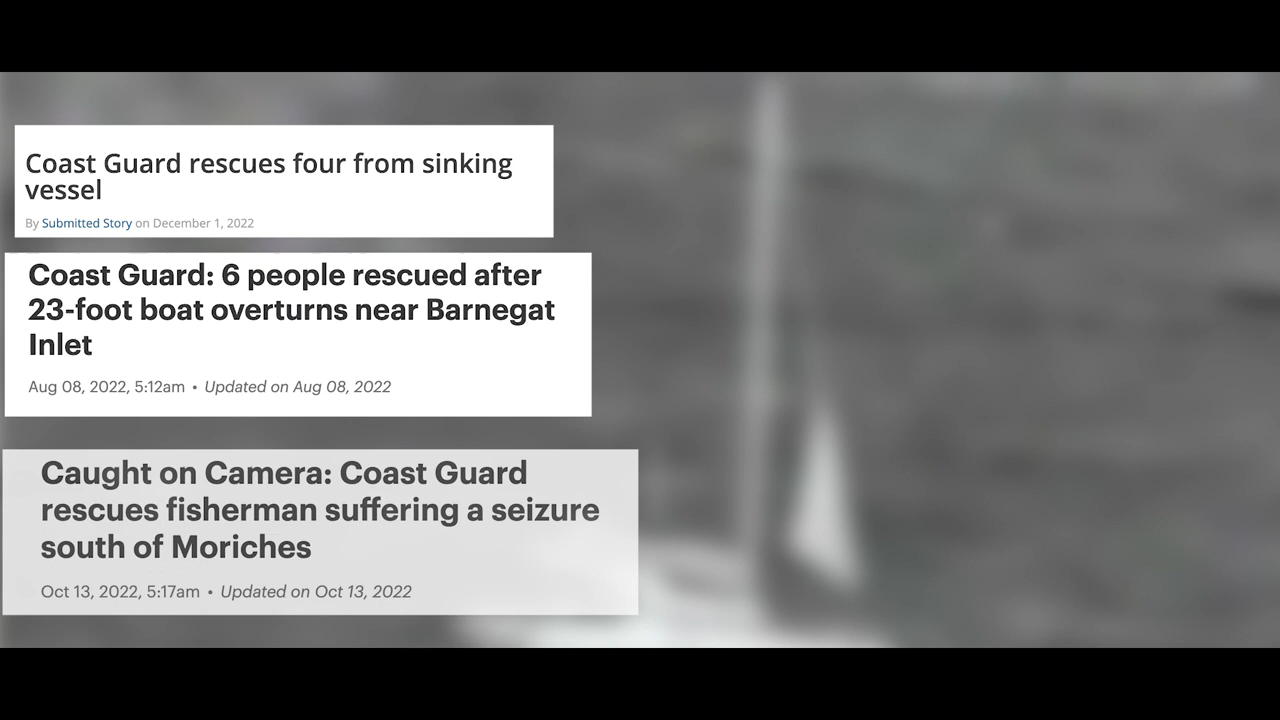 Coast Guard rescues four from sinking
vessel
By Submitted Story on December 1, 2022
Coast Guard: 6 people rescued after
23-foot boat overturns near Barnegat
Inlet
Aug 08, 2022, 5:12am • Updated on Aug 08, 2022
Caught on Camera: Coast Guard
rescues fisherman suffering a seizure
south of Moriches
Oct 13, 2022, 5:17am • Updated on Oct 13, 2022